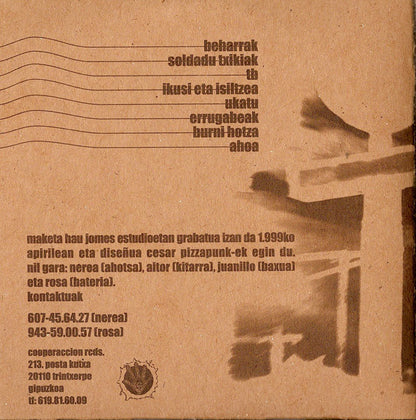 beharrak
soldadu txikiak
tb
ikusi eta isiltzea
ukatu
errugabeak
burni hotza
ahoa
maketa hau jomes estudioetan grabatua izan da 1.999ko
apirilean eta diseñua cesar pizzapunk-ek egin du.
nil gara: nerea (ahotsa), aitor (kitarra), juanillo (baxua)
eta rosa (bateria).
kontaktuak
607-45.64.27 (nerea)
943-59.00.57 (rosa)
cooperaccion rcds.
213. posta kutxa
20110 trintxerpe
gipuzkoa
tf: 619.81.60.09